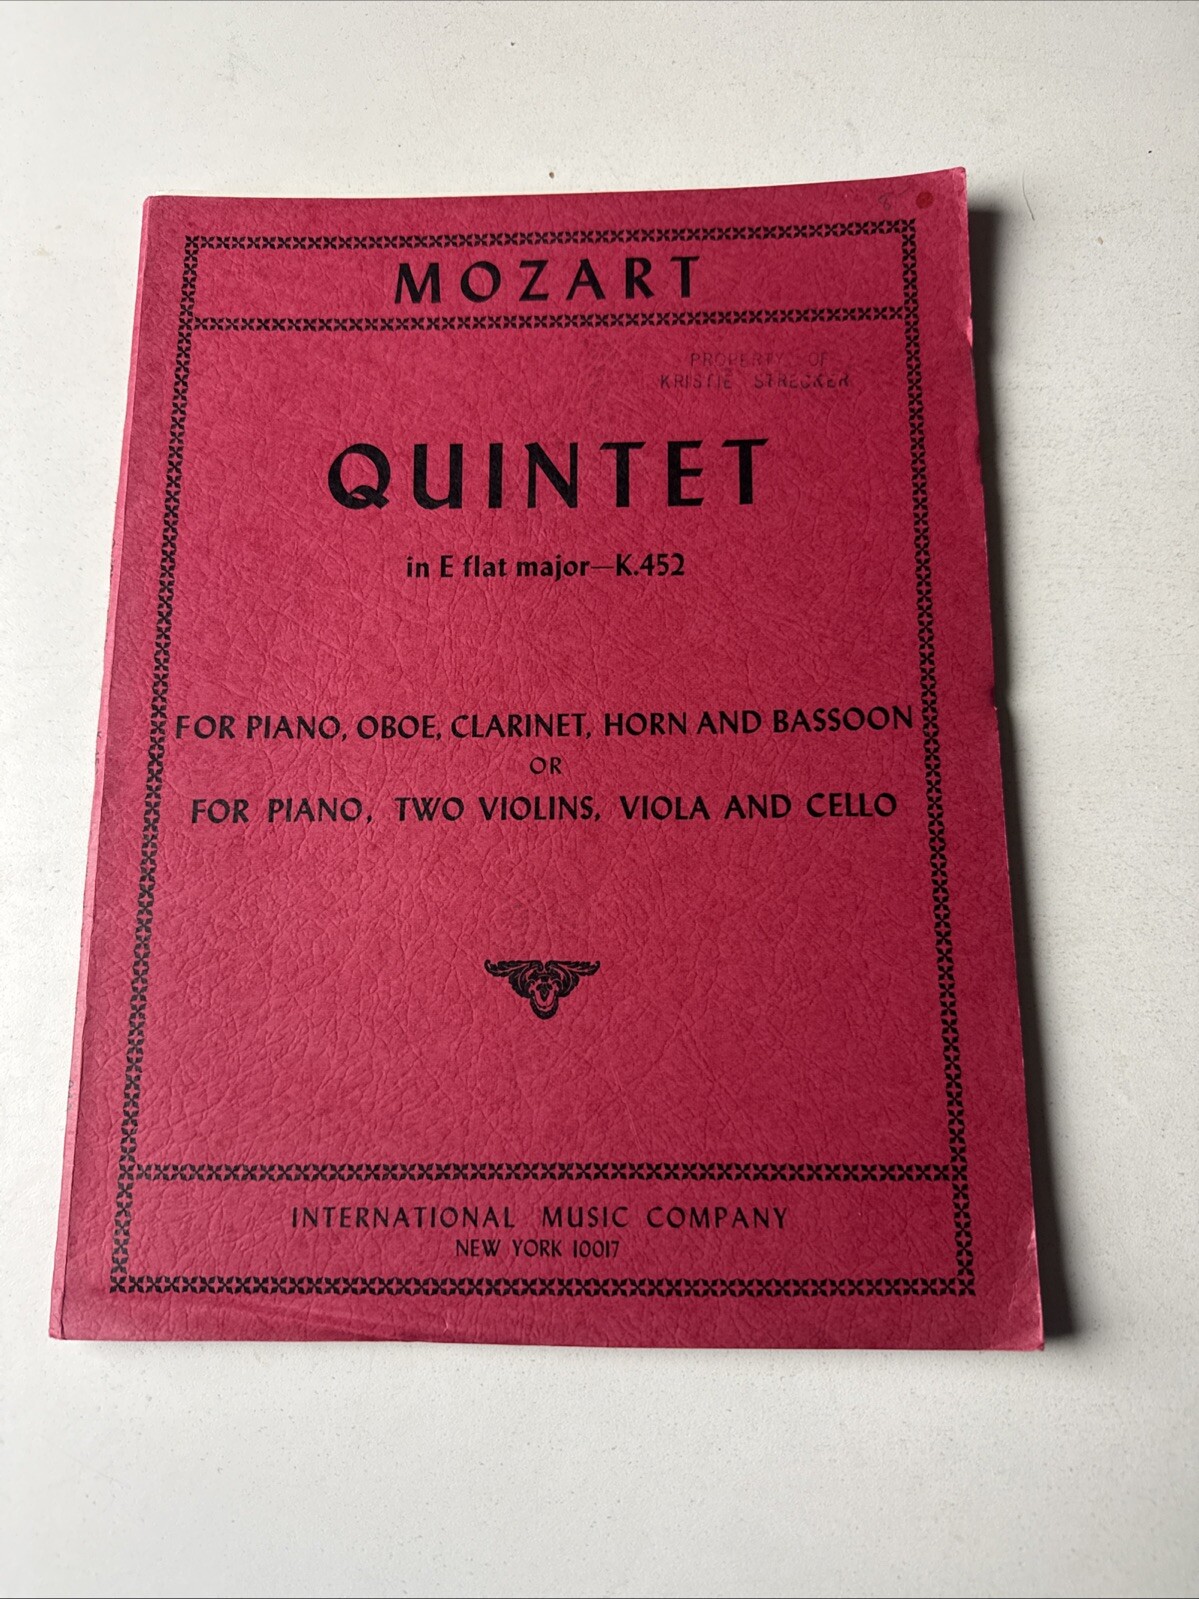 MOZART
PROPERTY OF
KRISTIE STRECKER
QUINTET
in E flat major—K.452
FOR PIANO, OBOE, CLARINET, HORN AND BASSOON
OR
FOR PIANO, TWO VIOLINS, VIOLA AND CELLO
INTERNATIONAL MUSIC COMPANY
NEW YORK 10017